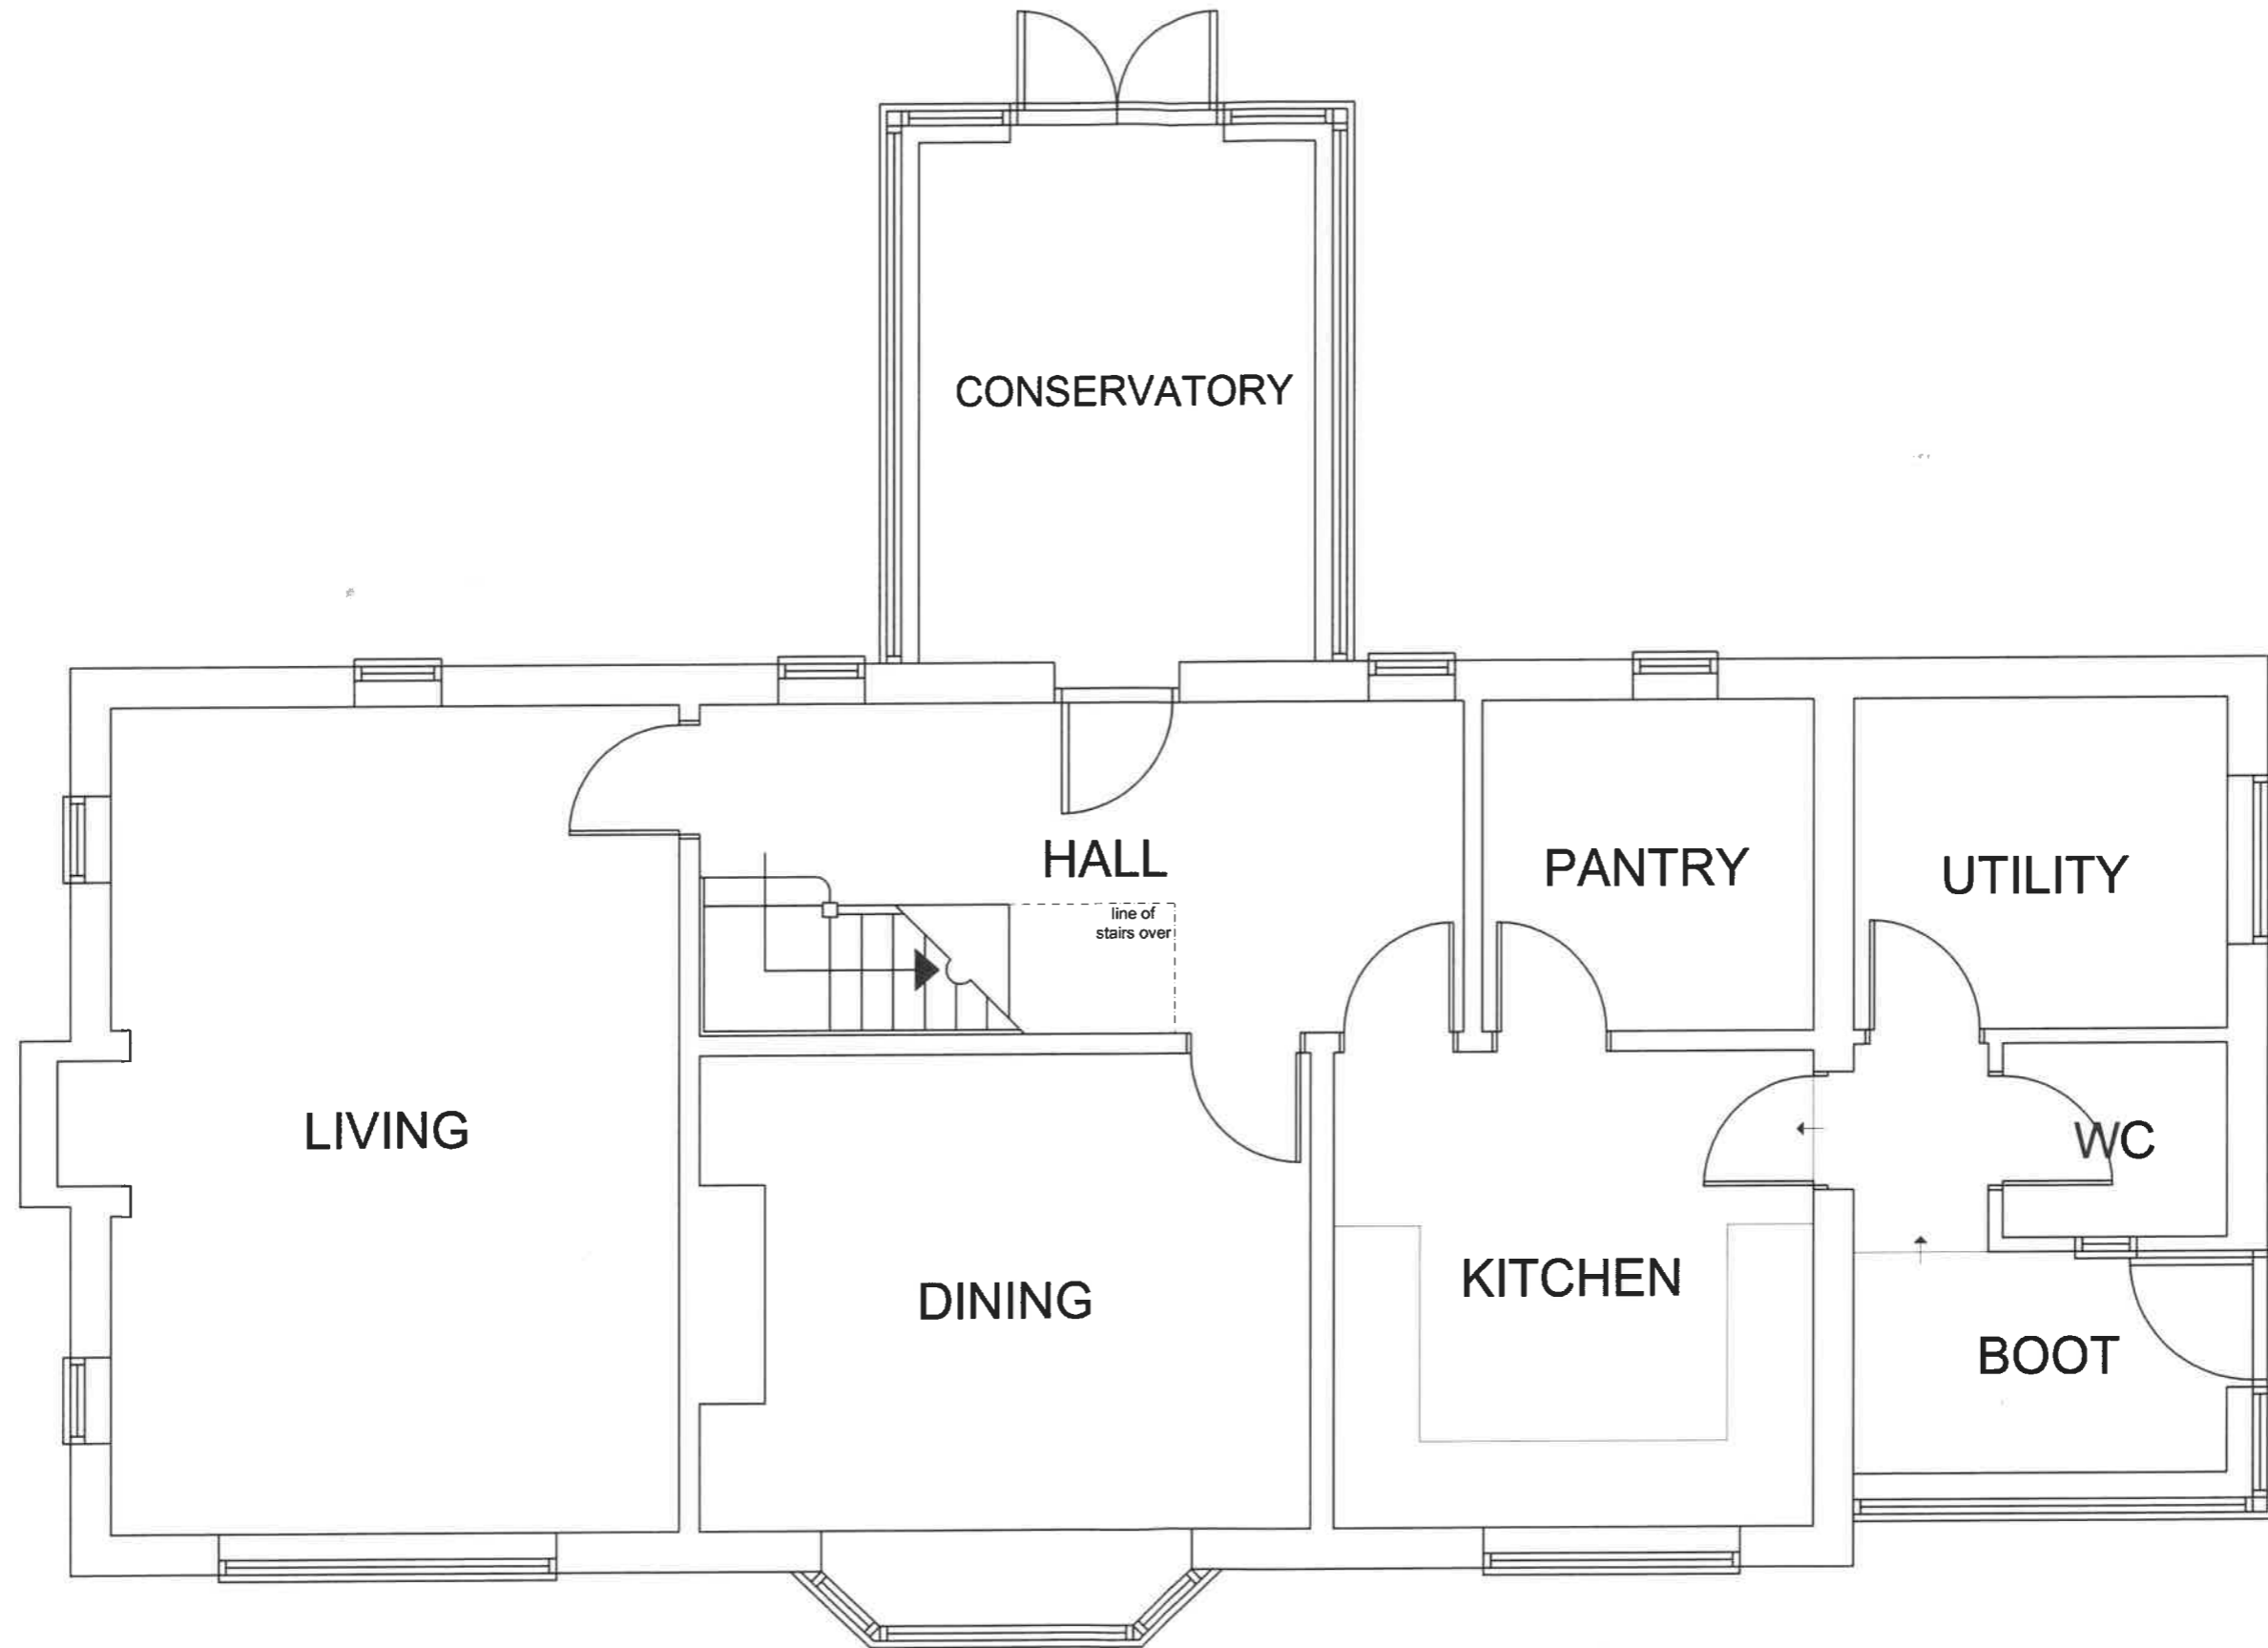 CONSERVATORY
HALL
PANTRY
UTILITY
line of
stairs over
LIVING
WC
DINING
KITCHEN
BOOT